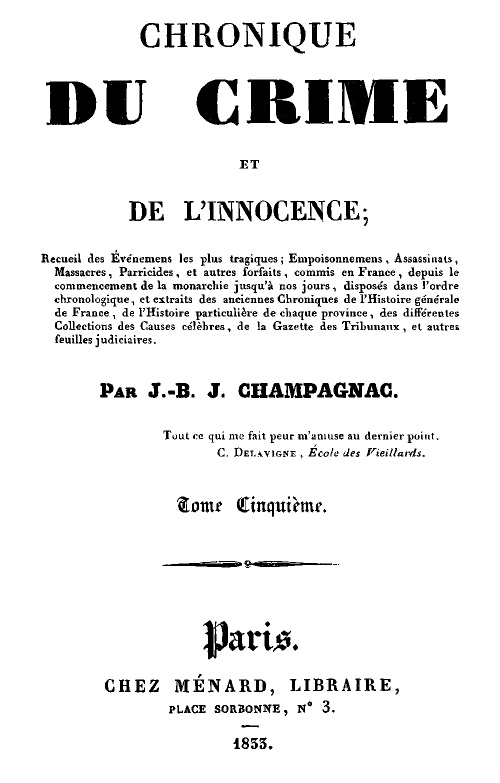 CHRONIQUE
DU CRIME
ET
DE L'INNOCENCE;
Recueil des Événemens les plus tragiques; Empoisonnemens, Assassinats,
Massacres, Parricides, et autres forfaits, commis en France, depuis le
commencement de la monarchie jusqu'à nos jours, disposés dans l'ordre
chronologique, et extraits des anciennes Chroniques de l'Histoire générale
de France, de l'Histoire particulière de chaque province, des différentes
Collections des Causes célèbres, de la Gazette des Tribunaux, et autres
feuilles judiciaires.
PAR J.-B. J. CHAMPAGNAC.
Tout ce qui me fait peur m'amuse au dernier point.
C. DELAVIGNE, École des Vieillards.
Tome Cinquième.
Paris.
CHEZ MÉNARD, LIBRAIRE,
PLACE SORBONNE, N° 3.
1833.